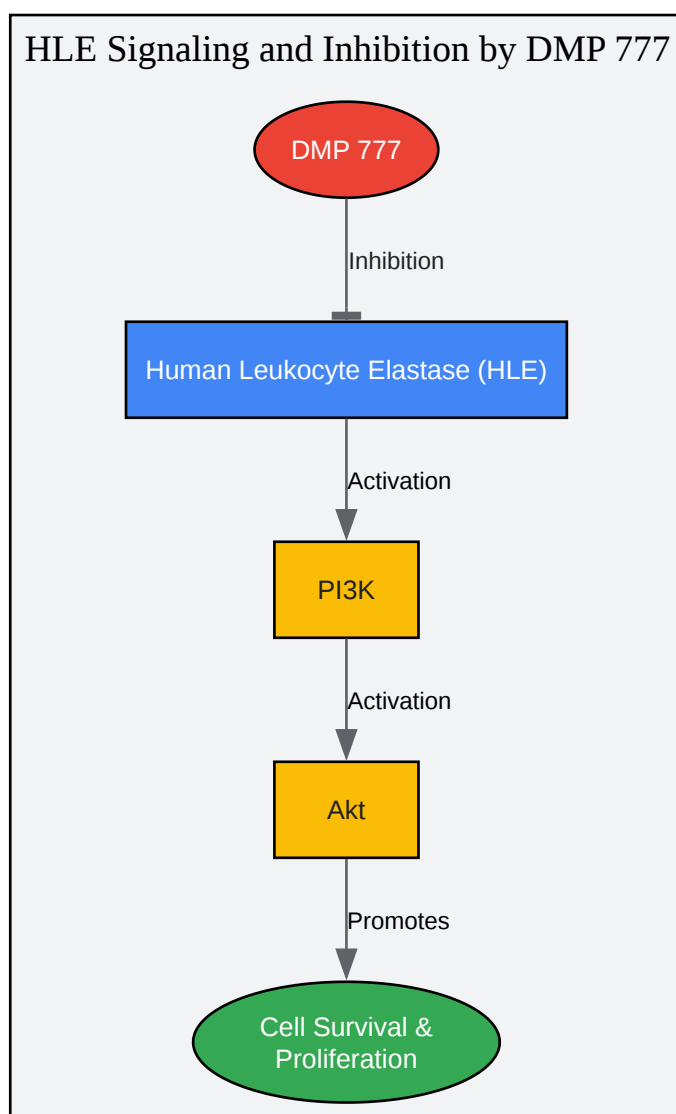 HLE Signaling and Inhibition by DMP 777
DMP 777
Inhibition
Human Leukocyte Elastase (HLE)
Activation
PI3K
Activation
Akt
Promotes
Cell Survival &
Proliferation